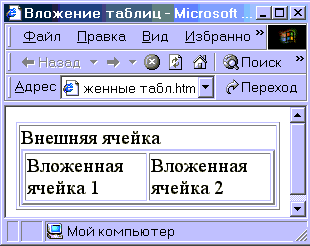 Вложение таблиц - Microsoft ...
Файл Правка Вид Избранно »
Назад » Поиск »
Адрес женные табл.htm Переход
Внешняя ячейка
Вложенная Вложенная
ячейка 1 ячейка 2
Мой компьютер